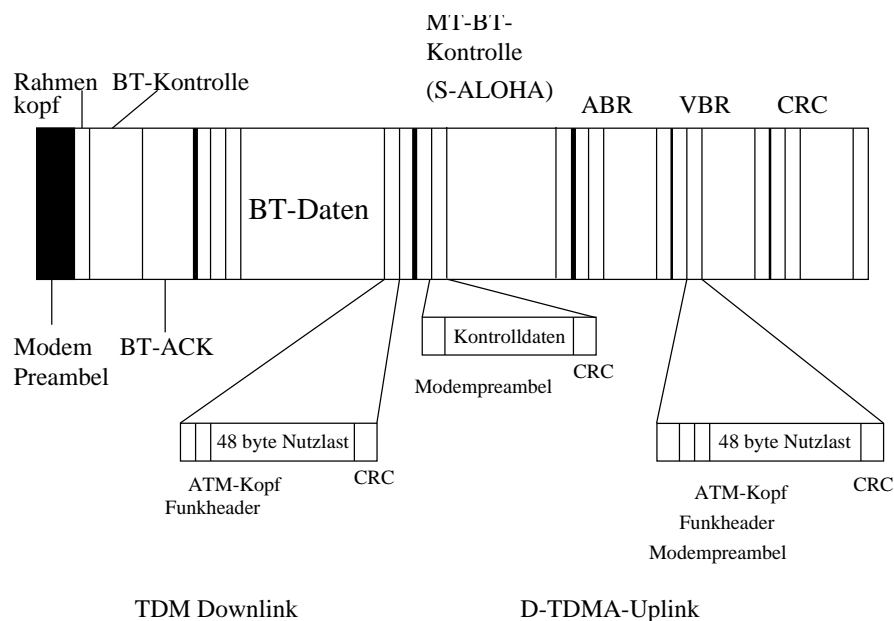 MT-BT-
Kontrolle
(S-ALOHA)
Rahmen
kopf
BT-Kontrolle
ABR
VBR
CRC
BT-Daten
Modem
Preambel
BT-ACK
Kontrolldaten
Modempreambel
CRC
48 byte Nutzlast
ATM-Kopf
Funkheader
CRC
48 byte Nutzlast
ATM-Kopf
Funkheader
Modempreambel
CRC
TDM Downlink
D-TDMA-Uplink